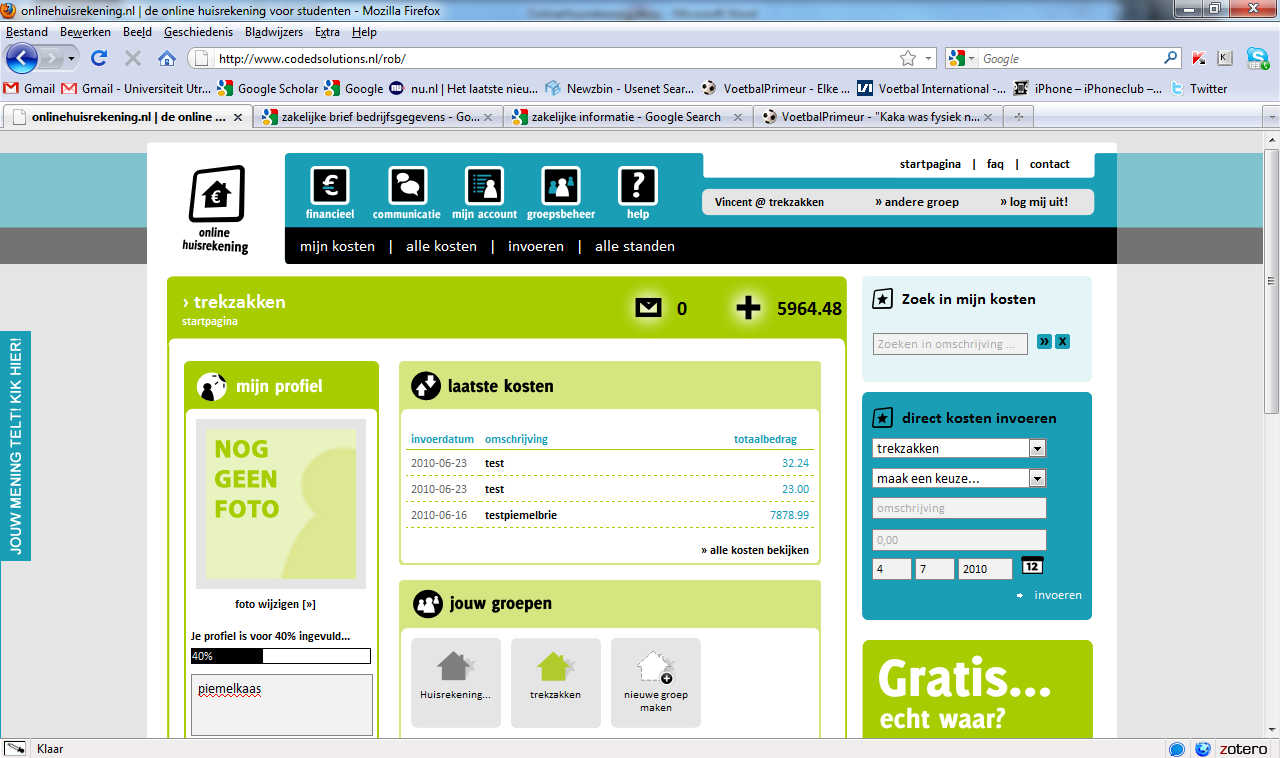 onlinehuisrekening.nl | de online huisrekening voor studenten - Mozilla Firefox
Bestand Bewerken Beeld Geschiedenis Bladwijzers Extra Help
http://www.codedsolutions.nl/rob/
Google
Gmail Gmail - Universiteit Utr... Google Scholar Google nu.nl | Het laatste nieu... Newzbin - Usenet Sear... VoetbalPrimeur - Elke ... Voetbal International -... iPhone – iPhoneclub –... Twitter
onlinehuisrekening.nl | de online ... zakelijke brief bedrijfsgegevens - Go... zakelijke informatie - Google Search VoetbalPrimeur - "Kaka was fysiek n...
startpagina | faq | contact
online
huisrekening
financieel communicatie mijn account groepsbeheer help
Vincent @ trekzakken » andere groep » log mij uit!
mijn kosten | alle kosten | invoeren | alle standen
› trekzakken
startpagina
0 5964.48
JOUW MENING TELT! KIK HIER!
mijn profiel
NOG
GEEN
FOTO
foto wijzigen [»]
Je profiel is voor 40% ingevuld...
40%
piemelkaas
laatste kosten
invoerdatum omschrijving totaalbedrag
2010-06-23 test 32.24
2010-06-23 test 23.00
2010-06-16 testpiemelbrie 7878.99
» alle kosten bekijken
jouw groepen
Huisrekening... trekzakken nieuwe groep
maken
Zoek in mijn kosten
Zoeken in omschrijving ... » x
direct kosten invoeren
trekzakken
maak een keuze...
omschrijving
0,00
4 7 2010 12
invoeren
Gratis...
echt waar?
Klaar
zotero